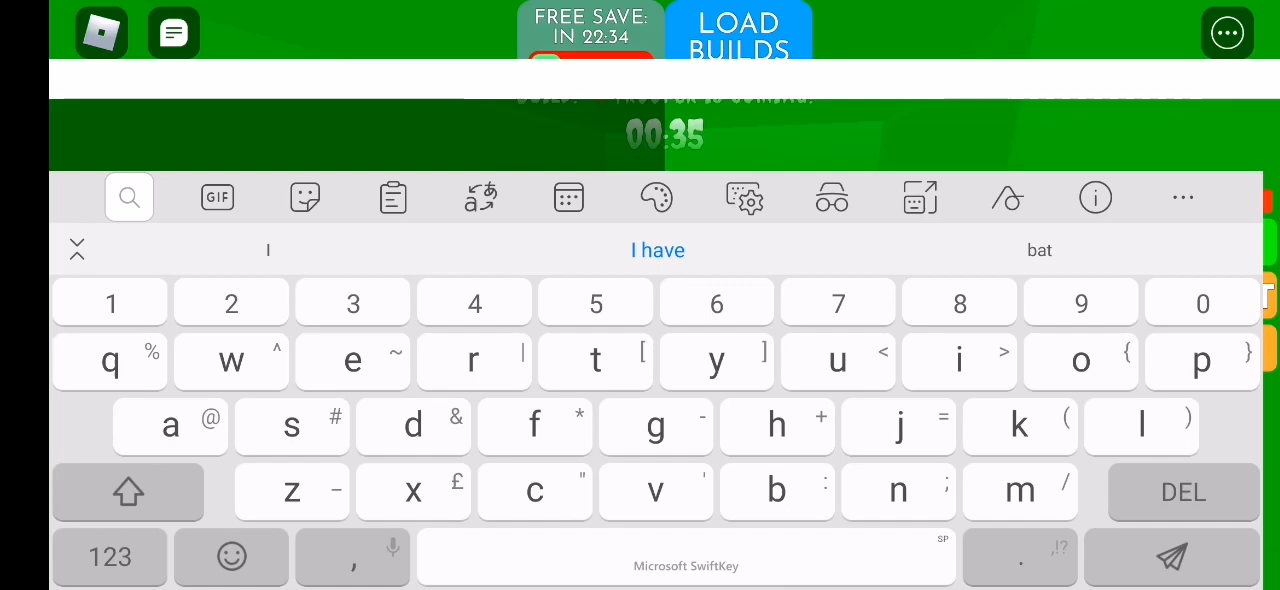 FREE SAVE:
IN 22:34
LOAD
BUILDS
00:35
GIF
I
I have
bat
1 2 3 4 5 6 7 8 9 0
q % w ^ e ~ r | t [ y ] u < i > o { p }
a @ s # d & f * g - h + j = k ( l )
z _ x £ c " v ' b : n ; m / DEL
123 , SP Microsoft SwiftKey . ,!?